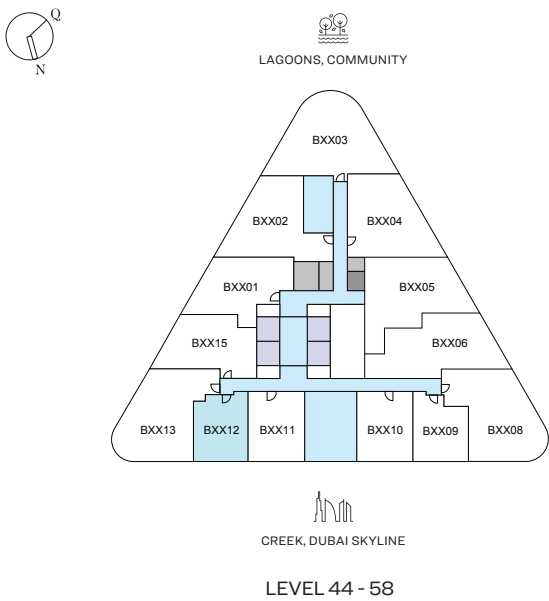 Q
N
LAGOONS, COMMUNITY
BXX03
BXX02
BXX04
BXX01
BXX05
BXX15
BXX06
BXX13
BXX12
BXX11
BXX10
BXX09
BXX08
CREEK, DUBAI SKYLINE
LEVEL 44 - 58